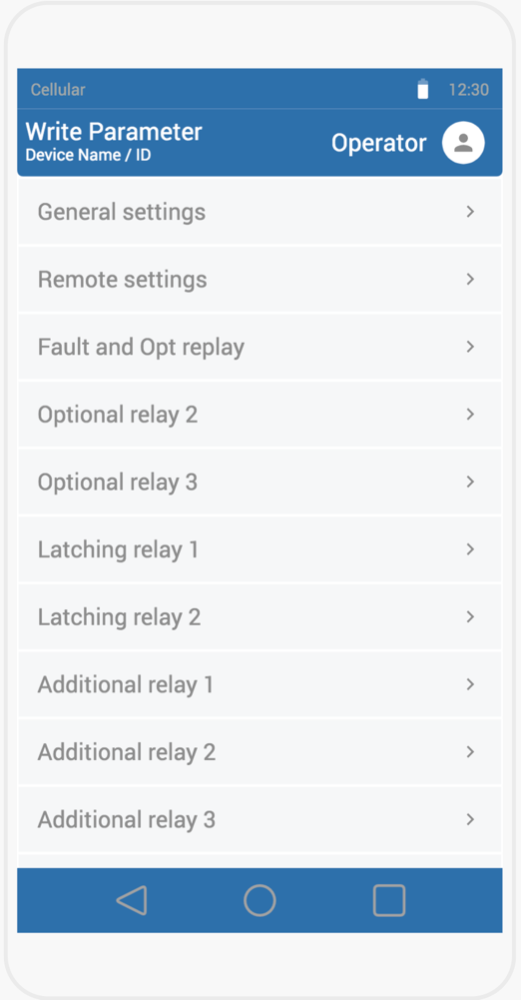 Cellular 12:30
Write Parameter
Device Name / ID
Operator
General settings
Remote settings
Fault and Opt replay
Optional relay 2
Optional relay 3
Latching relay 1
Latching relay 2
Additional relay 1
Additional relay 2
Additional relay 3